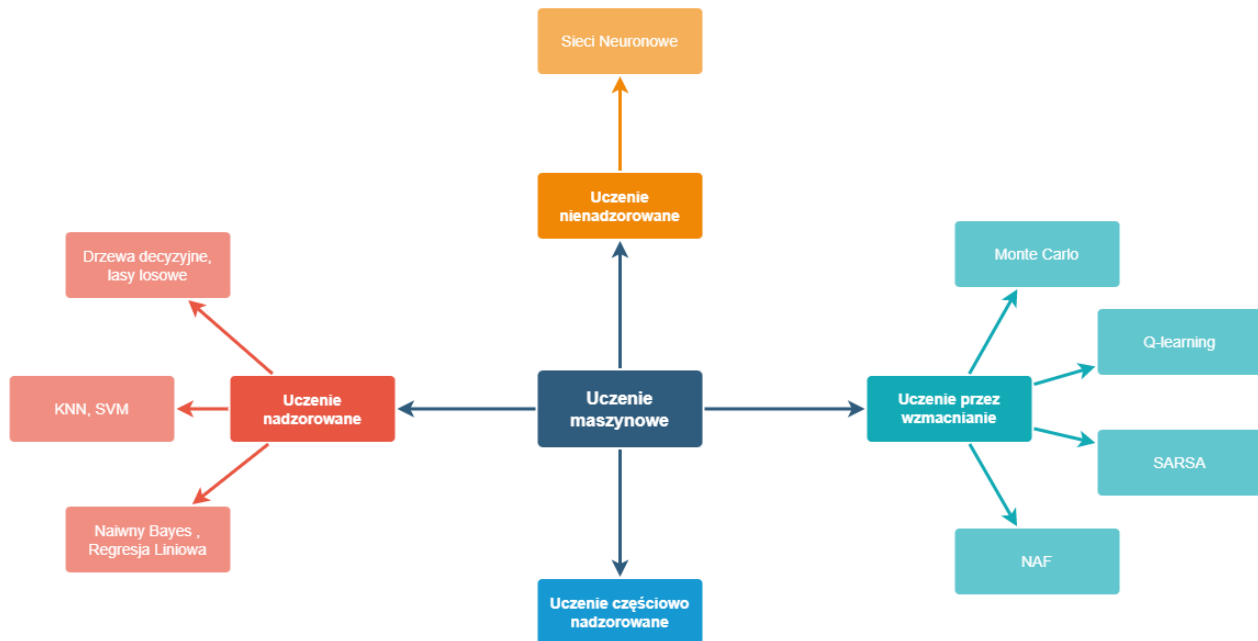 Sieci Neuronowe
Uczenie
nienadzorowane
Drzewa decyzyjne,
lasy losowe
Monte Carlo
Q-learning
KNN, SVM
Uczenie
nadzorowane
Uczenie
maszynowe
Uczenie przez
wzmacnianie
SARSA
Naiwny Bayes ,
Regresja Liniowa
NAF
Uczenie częściowo
nadzorowane